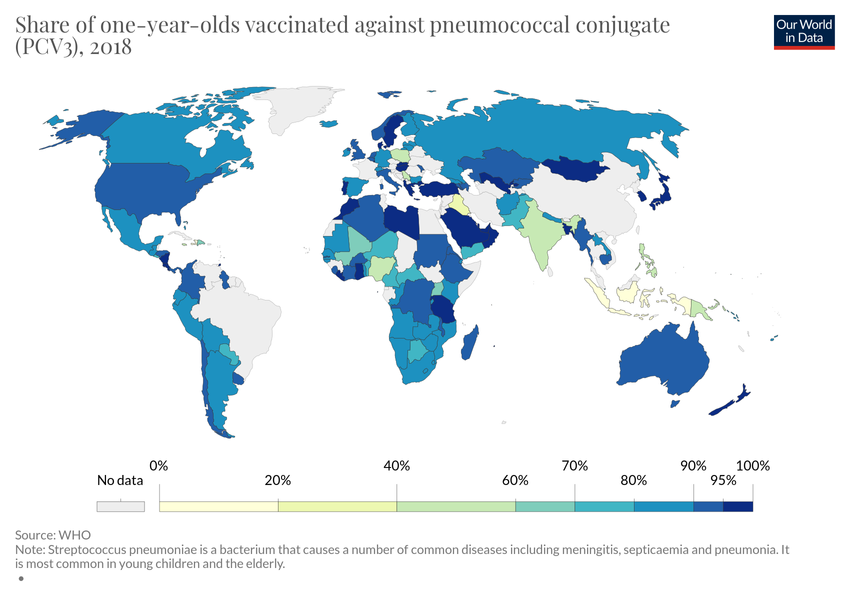 Share of one-year-olds vaccinated against pneumococcal conjugate
(PCV3), 2018
Our World
in Data
0% 40% 70% 90% 100%
No data 20% 60% 80% 95%
Source: WHO
Note: Streptococcus pneumoniae is a bacterium that causes a number of common diseases including meningitis, septicaemia and pneumonia. It
is most common in young children and the elderly.
•